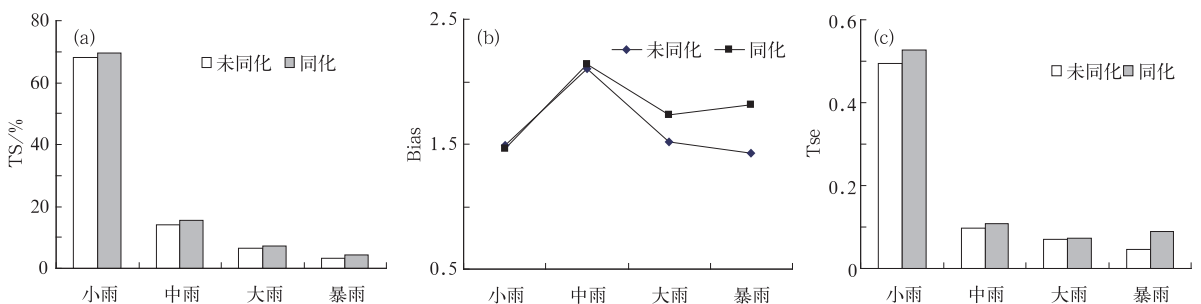 (a)
TS/%
80
60
40
20
0
未同化 同化
小雨 中雨 大雨 暴雨
(b)
Bias
2.5
1.5
0.5
未同化 同化
小雨 中雨 大雨 暴雨
(c)
Tse
0.6
0.4
0.2
0
未同化 同化
小雨 中雨 大雨 暴雨